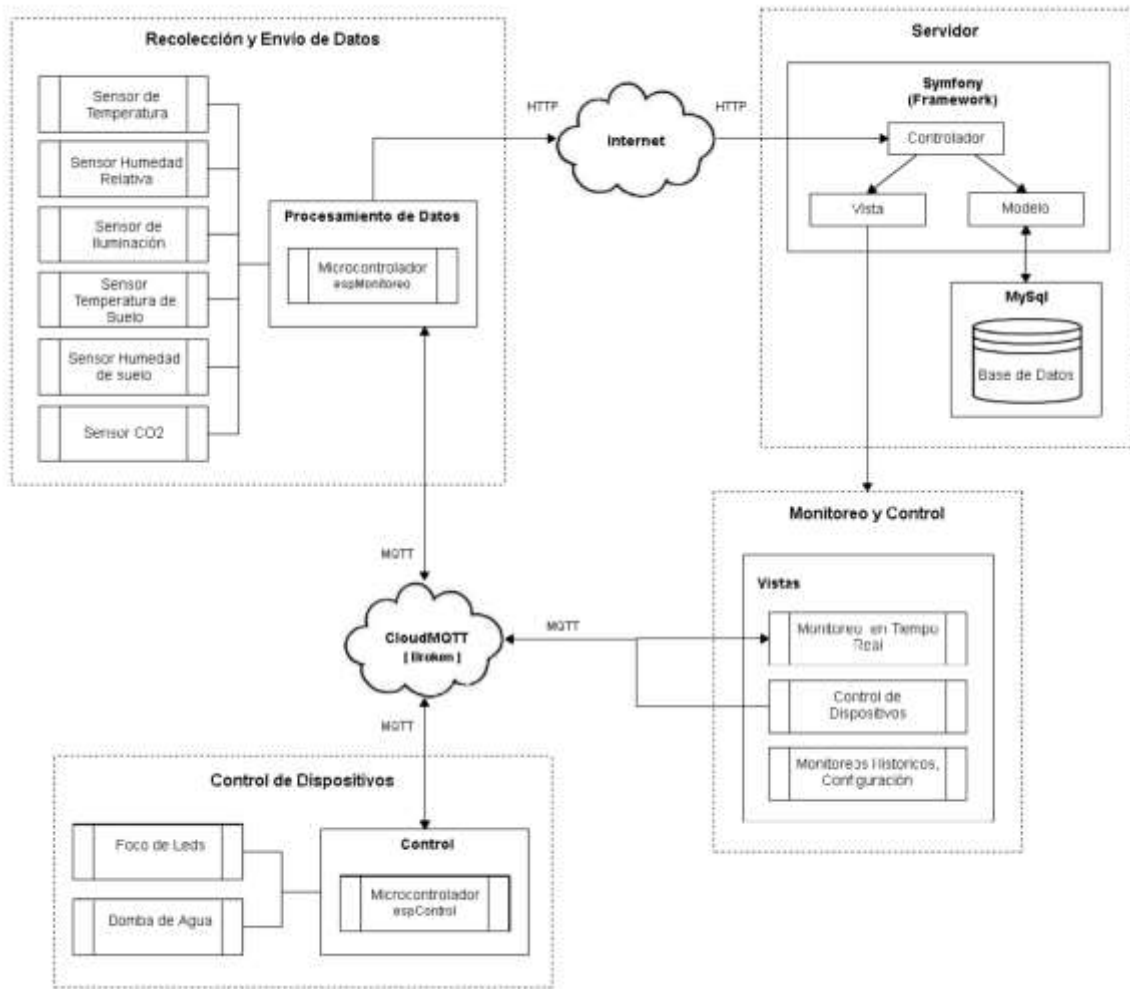 Recolección y Envío de Datos
Sensor de
Temperatura
Sensor Humedad
Relativa
Sensor de
Iluminación
Sensor
Temperatura de
Suelo
Sensor Humedad
de suelo
Sensor CO2
Procesamiento de Datos
Microcontrolador
espMonitoreo
HTTP
Internet
HTTP
Servidor
Symfony
(Framework)
Controlador
Vista
Modelo
MySql
Base de Datos
MQTT
CloudMQTT
[ Broken ]
MQTT
MQTT
Monitoreo y Control
Vistas
Monitoreo en Tiempo
Real
Control de
Dispositivos
Monitoreos Historicos,
Configuración
Control de Dispositivos
Foco de Leds
Bomba de Agua
Control
Microcontrolador
espControl